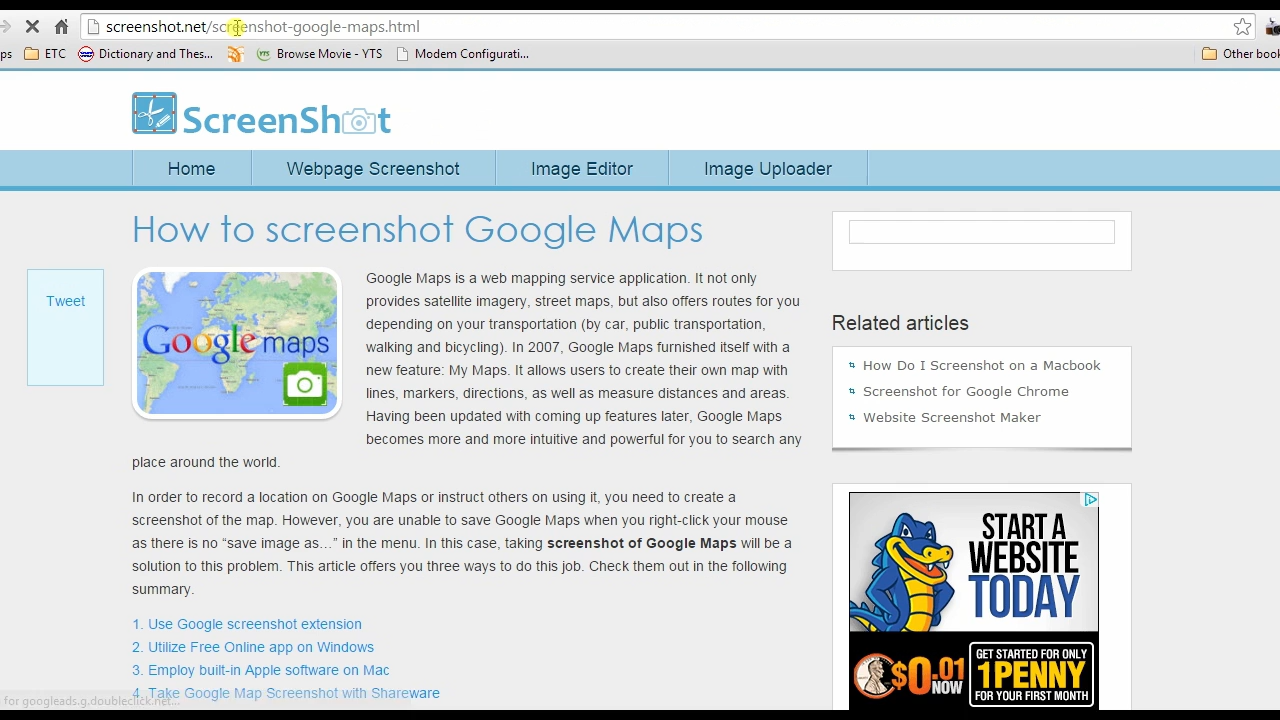 screenshot.net/screenshot-google-maps.html
ps ETC Dictionary and Thes... YTS Browse Movie - YTS Modem Configurati... Other book
ScreenShot
Home Webpage Screenshot Image Editor Image Uploader
How to screenshot Google Maps
Tweet
Google maps
Google Maps is a web mapping service application. It not only
provides satellite imagery, street maps, but also offers routes for you
depending on your transportation (by car, public transportation,
walking and bicycling). In 2007, Google Maps furnished itself with a
new feature: My Maps. It allows users to create their own map with
lines, markers, directions, as well as measure distances and areas.
Having been updated with coming up features later, Google Maps
becomes more and more intuitive and powerful for you to search any
place around the world.
In order to record a location on Google Maps or instruct others on using it, you need to create a
screenshot of the map. However, you are unable to save Google Maps when you right-click your mouse
as there is no “save image as…” in the menu. In this case, taking screenshot of Google Maps will be a
solution to this problem. This article offers you three ways to do this job. Check them out in the following
summary.
1. Use Google screenshot extension
2. Utilize Free Online app on Windows
3. Employ built-in Apple software on Mac
4. Take Google Map Screenshot with Shareware
for googleads.g.doubleclick.net...
Related articles
How Do I Screenshot on a Macbook
Screenshot for Google Chrome
Website Screenshot Maker
START A
WEBSITE
TODAY
$0.01
NOW
GET STARTED FOR ONLY
1PENNY
FOR YOUR FIRST MONTH